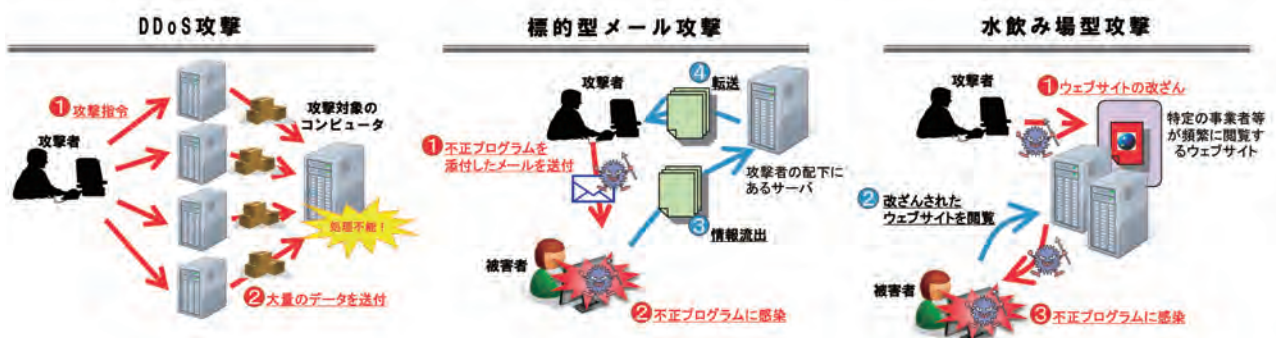 DDoS攻撃
❶攻撃指令
攻撃者
攻撃対象の
コンピュータ
処理不能！
❷大量のデータを送付
標的型メール攻撃
攻撃者
❹転送
❶不正プログラムを
添付したメールを送付
攻撃者の配下に
あるサーバ
❸情報流出
被害者
❷不正プログラムに感染
水飲み場型攻撃
攻撃者
❶ウェブサイトの改ざん
特定の事業者等
が頻繁に閲覧す
るウェブサイト
❷改ざんされた
ウェブサイトを閲覧
被害者
❸不正プログラムに感染